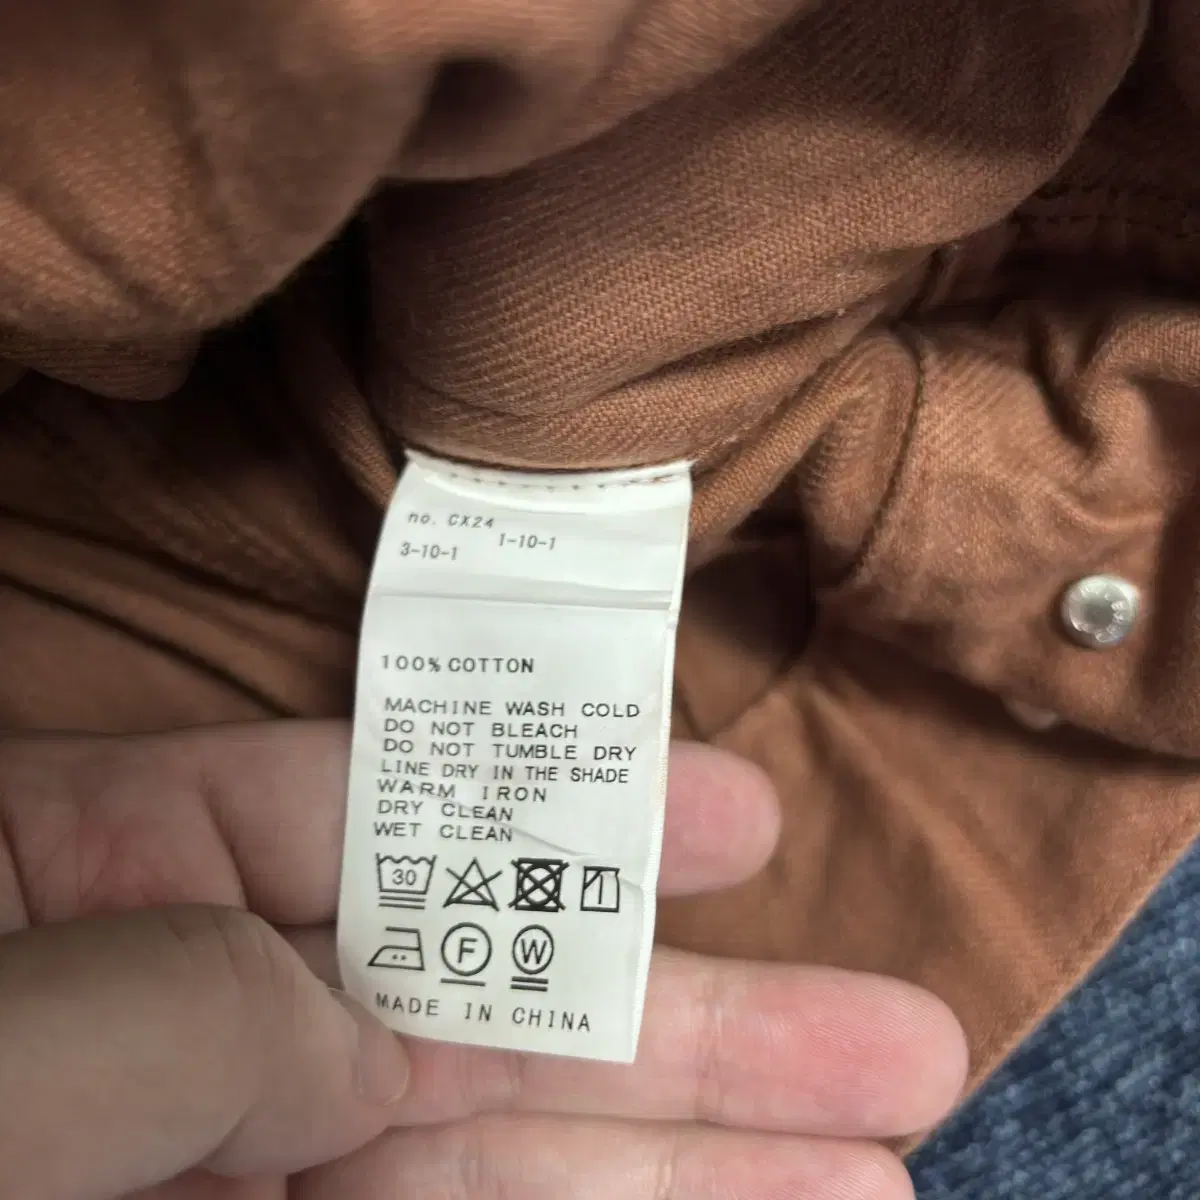 no. CX24
1-10-1
3-10-1
100% COTTON
MACHINE WASH COLD
DO NOT BLEACH
DO NOT TUMBLE DRY
LINE DRY IN THE SHADE
WARM IRON
DRY CLEAN
WET CLEAN
30
F W
MADE IN CHINA